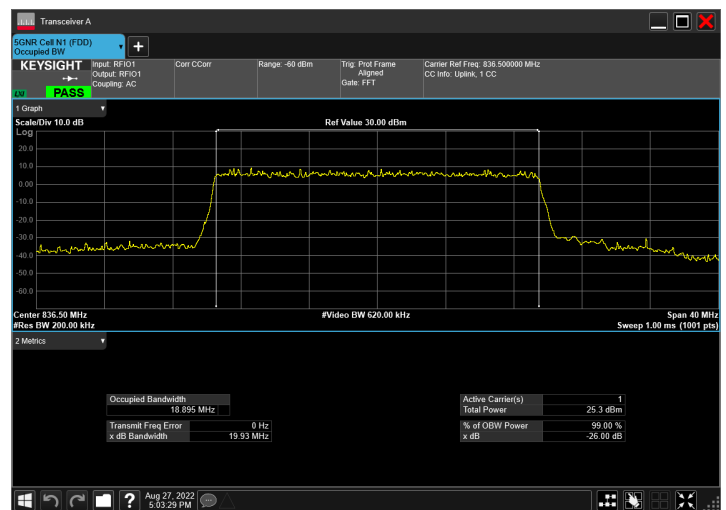 Transceiver A
5GNR Cell N1 (FDD)
Occupied BW
KEYSIGHT
LXI
PASS
Input: RFIO1
Output: RFIO1
Coupling: AC
Corr CCorr
Range: -60 dBm
Trig: Prot Frame
Aligned
Gate: FFT
Carrier Ref Freq: 836.500000 MHz
CC Info: Uplink, 1 CC
1 Graph
Scale/Div 10.0 dB
Ref Value 30.00 dBm
Log
20.0
10.0
0.00
-10.0
-20.0
-30.0
-40.0
-50.0
-60.0
Center 836.50 MHz
#Video BW 620.00 kHz
Span 40 MHz
#Res BW 200.00 kHz
Sweep 1.00 ms (1001 pts)
2 Metrics
Occupied Bandwidth
18.895 MHz
Transmit Freq Error 0 Hz
x dB Bandwidth 19.93 MHz
Active Carrier(s) 1
Total Power 25.3 dBm
% of OBW Power 99.00 %
x dB -26.00 dB
?
Aug 27, 2022
5:03:29 PM